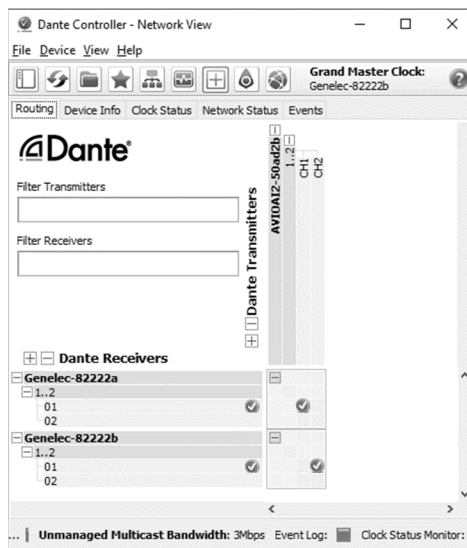 Dante Controller - Network View
File Device View Help
Grand Master Clock:
Genelec-82222b
Routing Device Info Clock Status Network Status Events
Dante
Filter Transmitters
Filter Receivers
Dante Transmitters
AVIOAI2-50ad2b
1..2
CH1
CH2
Dante Receivers
Genelec-82222a
1..2
01
02
Genelec-82222b
1..2
01
02
... Unmanaged Multicast Bandwidth: 3Mbps Event Log: Clock Status Monitor: